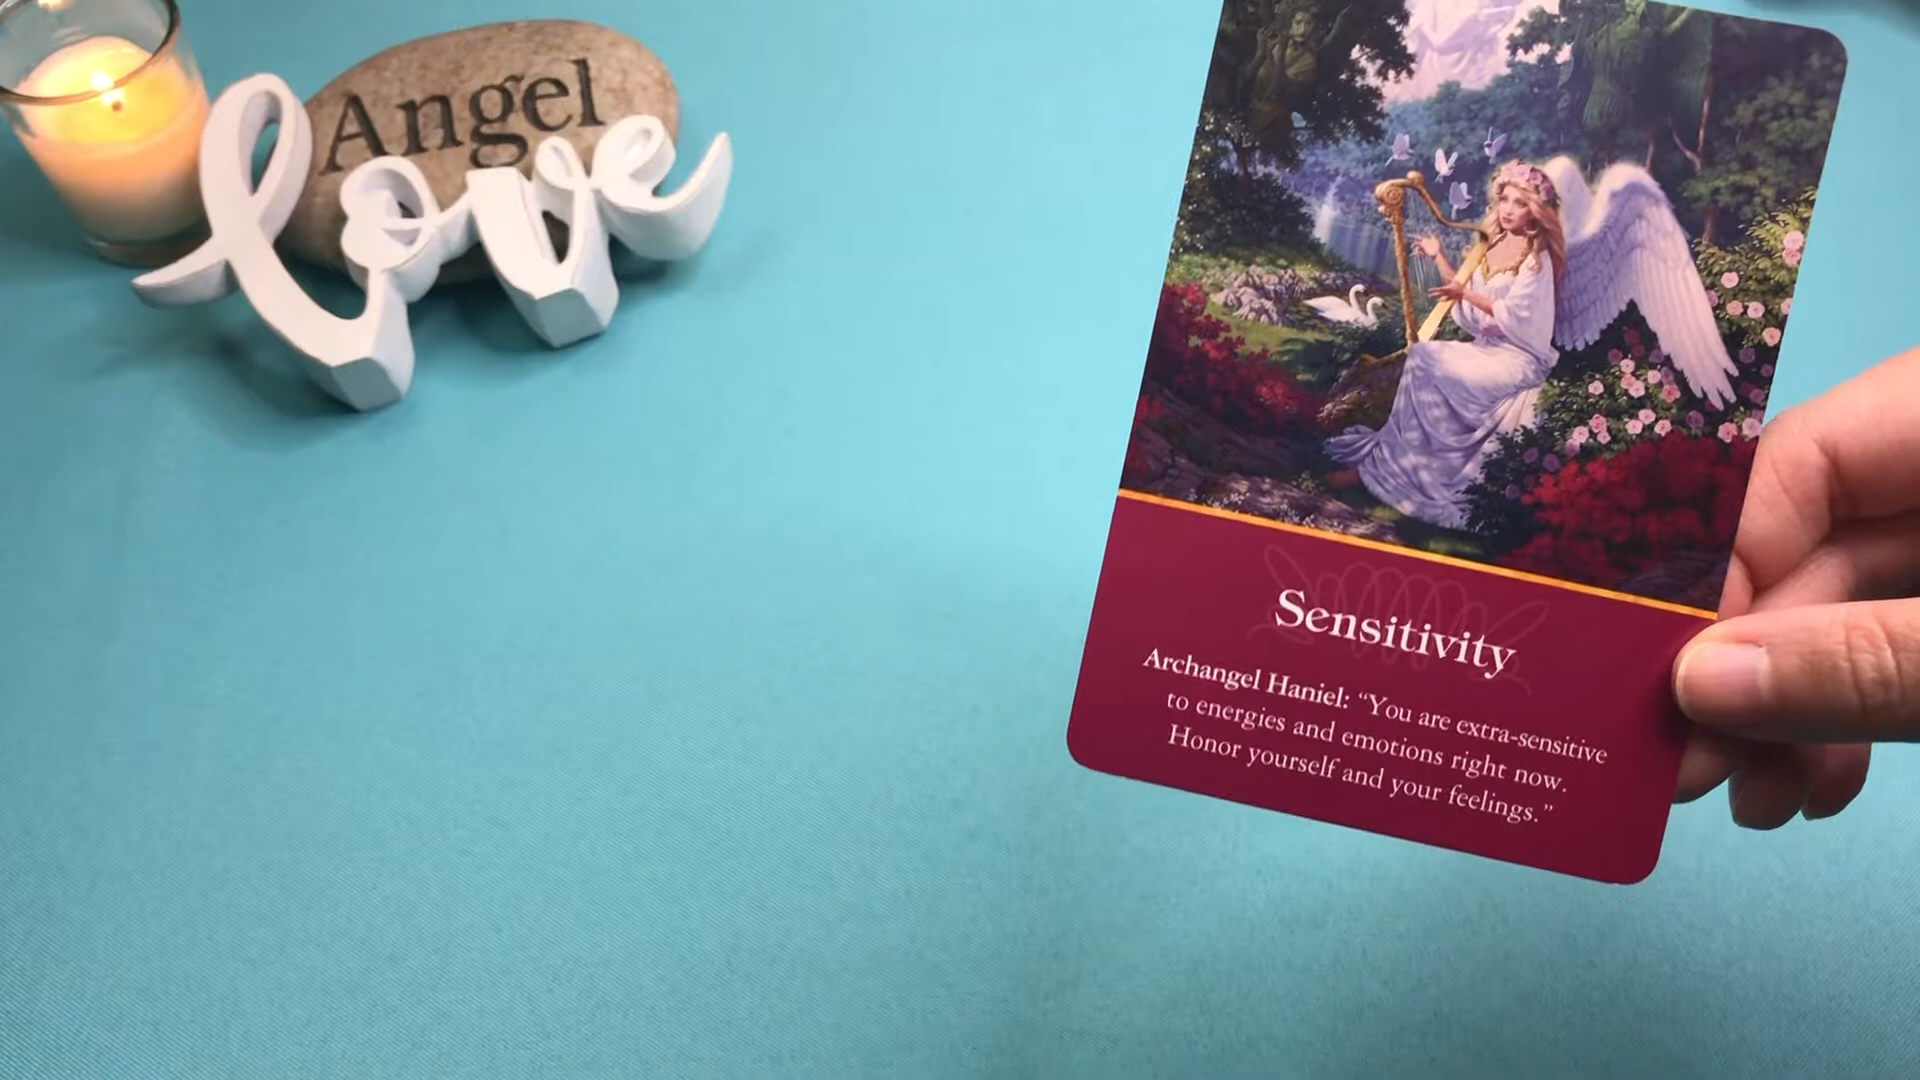 Angel
love
Sensitivity
Archangel Haniel: “You are extra-sensitive
to energies and emotions right now.
Honor yourself and your feelings.”